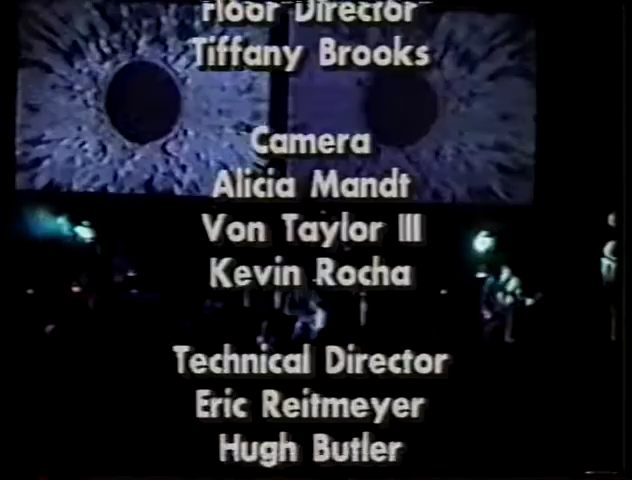 Floor Director
Tiffany Brooks
Camera
Alicia Mandt
Von Taylor III
Kevin Rocha
Technical Director
Eric Reitmeyer
Hugh Butler